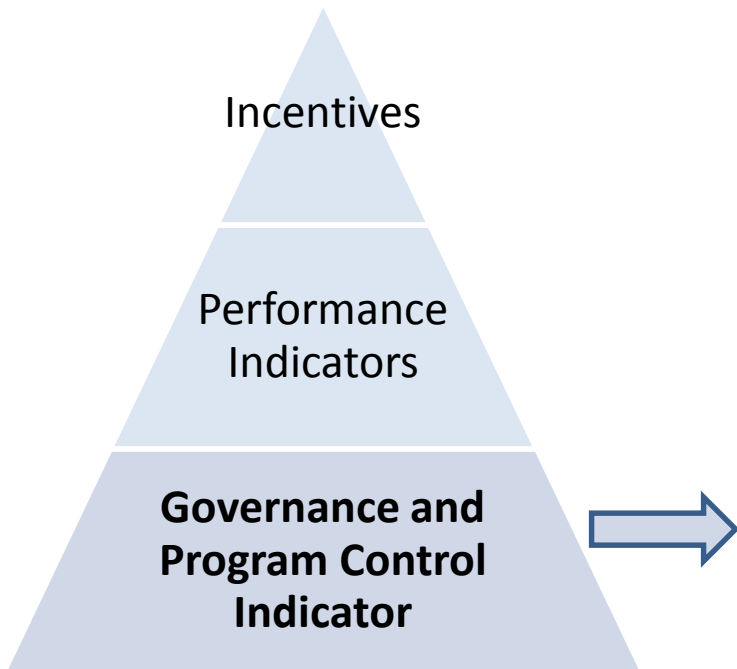 Incentives
Performance
Indicators
Governance and
Program Control
Indicator